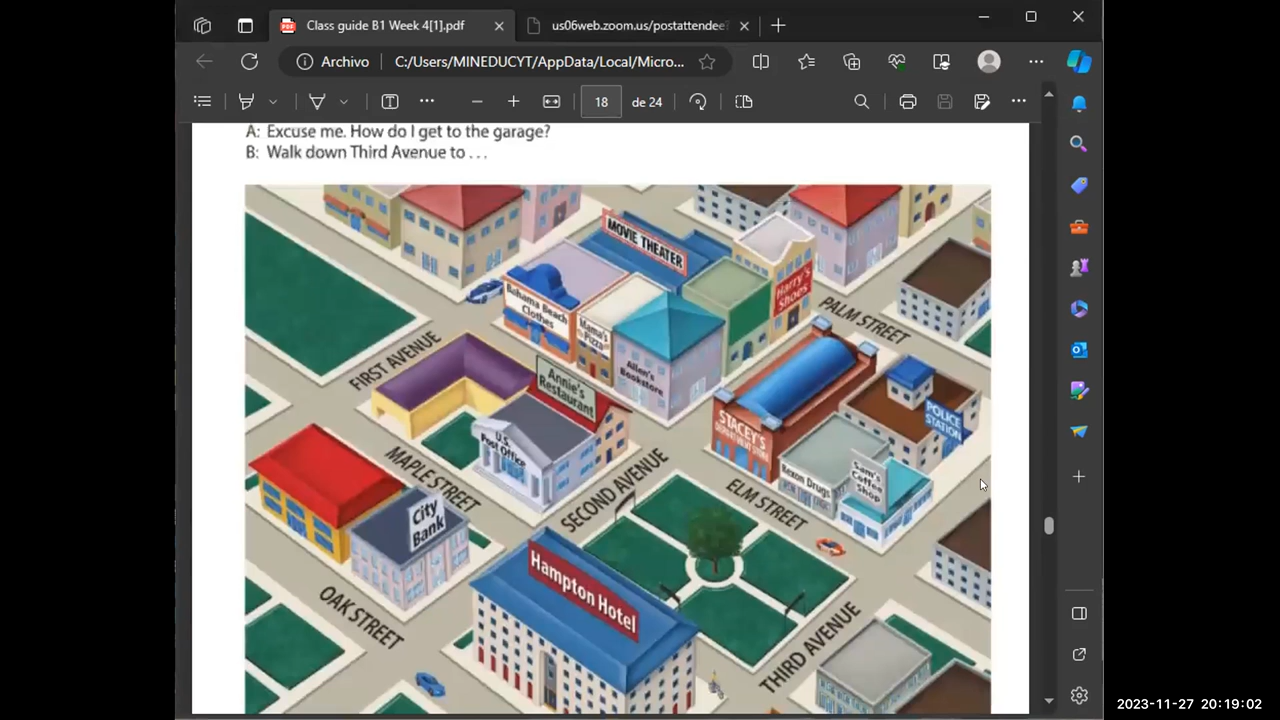 Class guide B1 Week 4[1].pdf
us06web.zoom.us/postattendee
Archivo
C:/Users/MINEDUCYT/AppData/Local/Micro...
18
de 24
A: Excuse me. How do I get to the garage?
B: Walk down Third Avenue to . . .
MOVIE THEATER
Harry's
Shoes
Bahama Beach
Clothes
Mama's
Pizza
PALM STREET
FIRST AVENUE
Allen's
Bookstore
Annie's
Restaurant
POLICE
STATION
STACEY'S
DEPARTMENT STORE
U.S.
Post Office
MAPLE STREET
SECOND AVENUE
Rexon Drugs
Sam's
Coffee
Shop
ELM STREET
City
Bank
Hampton Hotel
OAK STREET
THIRD AVENUE
2023-11-27 20:19:02